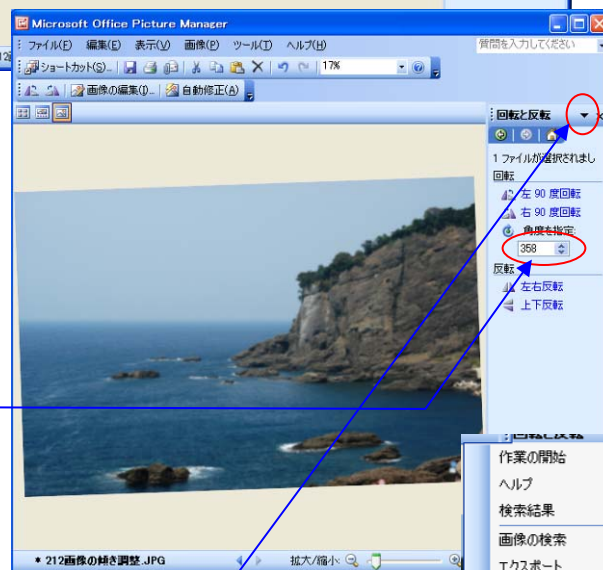 Microsoft Office Picture Manager
ファイル(F) 編集(E) 表示(V) 画像(P) ツール(T) ヘルプ(H) 質問を入力してください
ショートカット(S)... 17%
画像の編集(I)... 自動修正(A)
回転と反転
1 ファイルが選択されまし
回転
左 90 度回転
右 90 度回転
角度を指定:
358
反転
左右反転
上下反転
回転と反転
作業の開始
ヘルプ
検索結果
画像の検索
エクスポート
* 212画像の傾き調整.JPG 拡大/縮小: